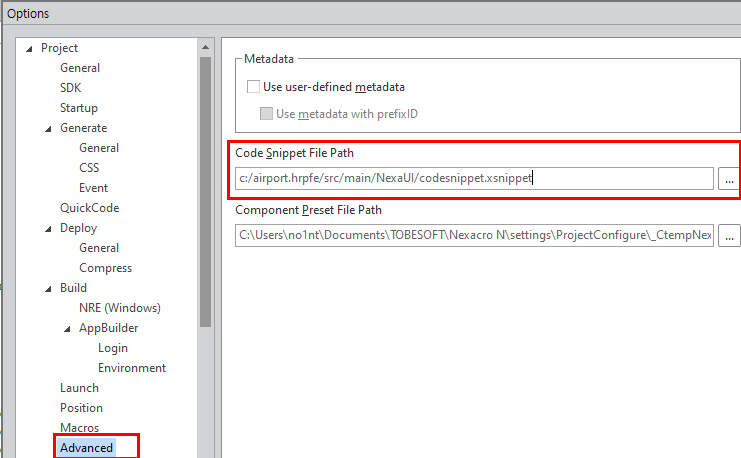 Options
Project
General
SDK
Startup
Generate
General
CSS
Event
QuickCode
Deploy
General
Compress
Build
NRE (Windows)
AppBuilder
Login
Environment
Launch
Position
Macros
Advanced
Metadata
Use user-defined metadata
Use metadata with prefixID
Code Snippet File Path
c:/airport.hrpfe/src/main/NexaUI/codesnippet.xsnippet
...
Component Preset File Path
C:\Users\no1nt\Documents\TOBESOFT\Nexacro N\settings\ProjectConfigure\_CtempNex
...